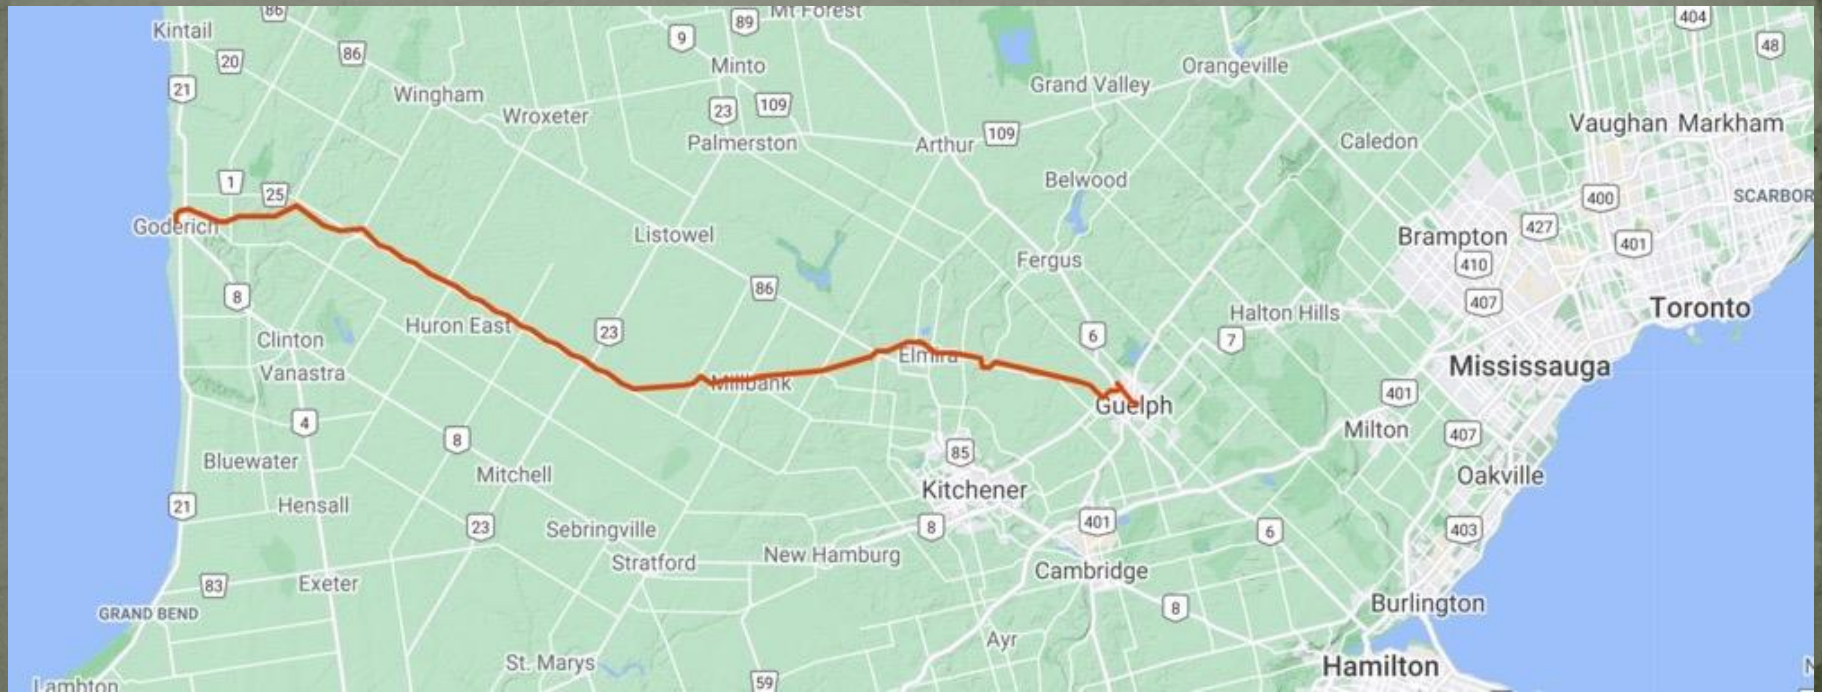 86
Mt Forest
404
Kintail
89
9
48
86
20
Minto
Orangeville
21
Grand Valley
Wingham
23
109
Wroxeter
Vaughan
Markham
109
Palmerston
Arthur
Caledon
1
25
Belwood
400
SCARBOR
Goderich
Listowel
427
Brampton
401
Fergus
410
8
86
407
Toronto
Halton Hills
Huron East
23
6
7
Clinton
Elmira
Mississauga
Vanastra
Millbank
401
Guelph
4
8
85
Milton
407
Bluewater
Mitchell
Oakville
Kitchener
21
Hensall
23
Sebringville
8
401
6
403
New Hamburg
Stratford
Cambridge
83
Exeter
GRAND BEND
8
Burlington
Ayr
St. Marys
Hamilton
59
Lambton
N